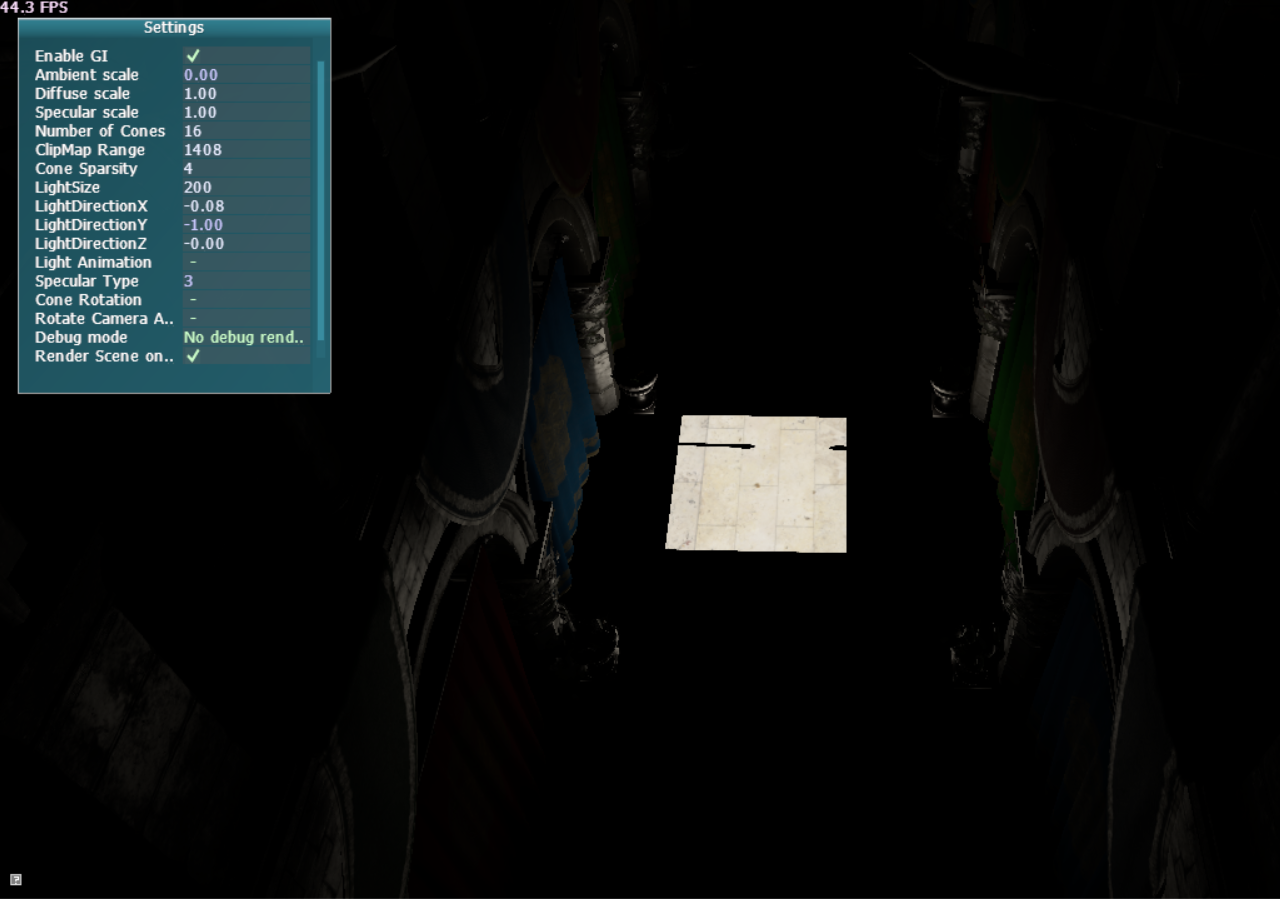 44.3 FPS
Settings
Enable GI ✓
Ambient scale 0.00
Diffuse scale 1.00
Specular scale 1.00
Number of Cones 16
ClipMap Range 1408
Cone Sparsity 4
LightSize 200
LightDirectionX -0.08
LightDirectionY -1.00
LightDirectionZ -0.00
Light Animation -
Specular Type 3
Cone Rotation -
Rotate Camera A.. -
Debug mode No debug rend..
Render Scene on.. ✓
?